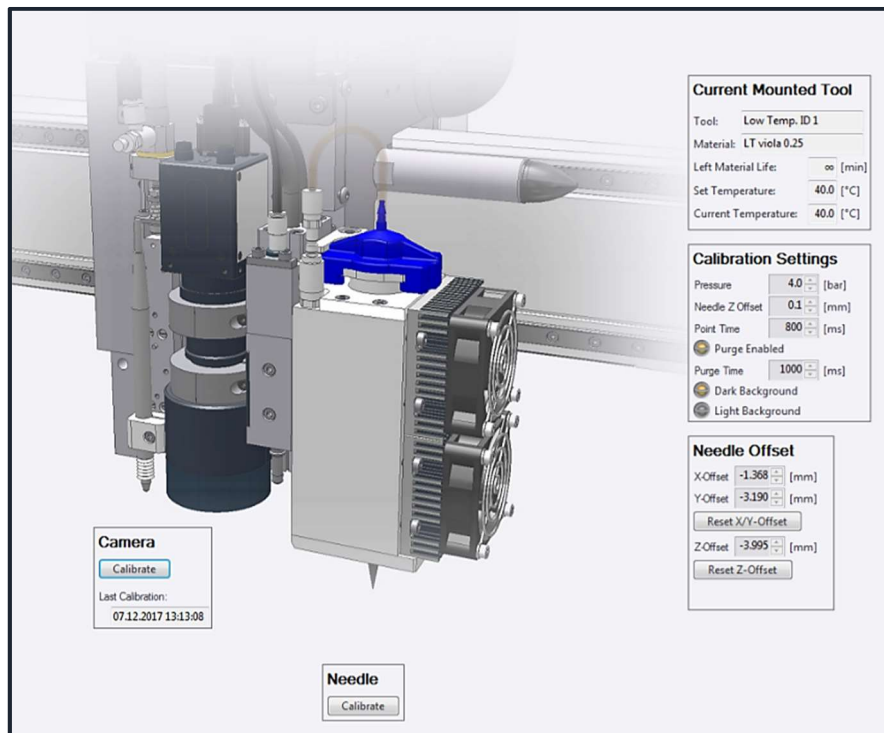 Current Mounted Tool
Tool: Low Temp. ID 1
Material: LT viola 0.25
Left Material Life: ∞ [min]
Set Temperature: 40.0 [°C]
Current Temperature: 40.0 [°C]
Calibration Settings
Pressure 4.0 [bar]
Needle Z Offset 0.1 [mm]
Point Time 800 [ms]
Purge Enabled
Purge Time 1000 [ms]
Dark Background
Light Background
Needle Offset
X-Offset -1.368 [mm]
Y-Offset -3.190 [mm]
Reset X/Y-Offset
Z-Offset -3.995 [mm]
Reset Z-Offset
Camera
Calibrate
Last Calibration:
07.12.2017 13:13:08
Needle
Calibrate